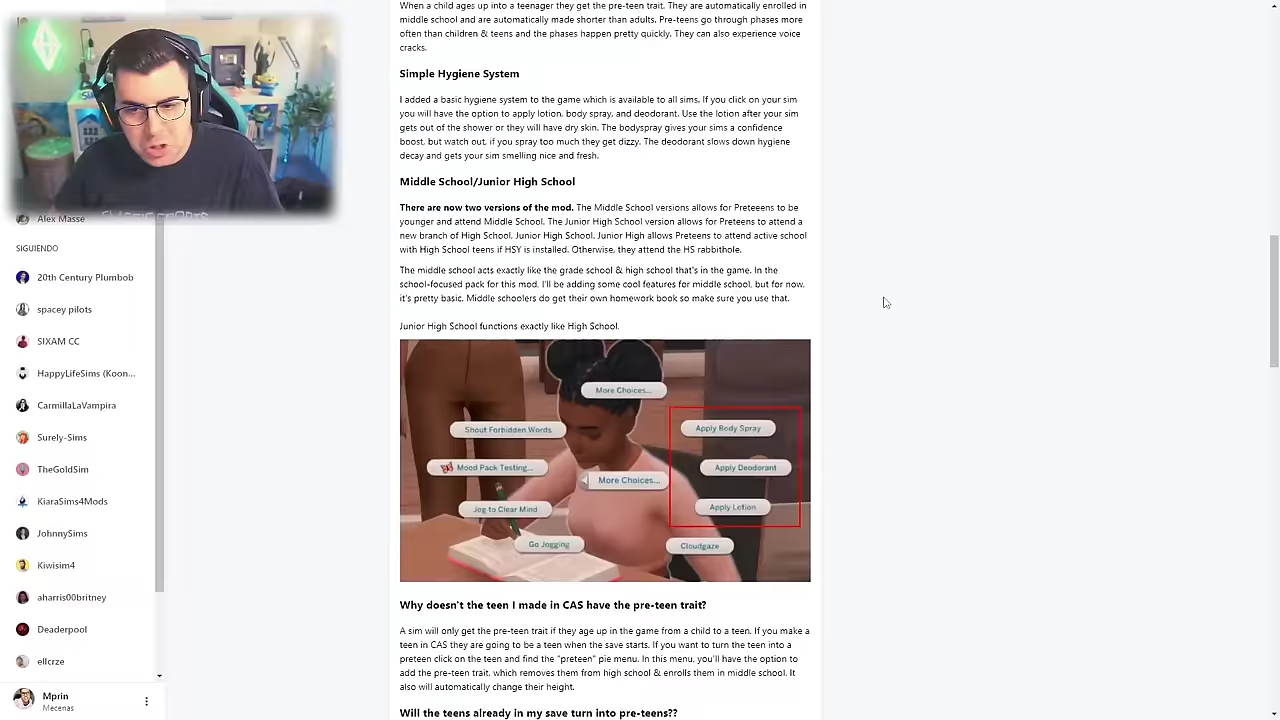 When a child ages up into a teenager they get the pre-teen trait. They are automatically enrolled in
middle school and are automatically made shorter than adults. Pre-teens go through phases more
often than children & teens and the phases happen pretty quickly. They can also experience voice
cracks.
Simple Hygiene System
I added a basic hygiene system to the game which is available to all sims. If you click on your sim
you will have the option to apply lotion, body spray, and deodorant. Use the lotion after your sim
gets out of the shower or they will have dry skin. The bodyspray gives your sims a confidence
boost, but watch out, if you spray too much they get dizzy. The deodorant slows down hygiene
decay and gets your sim smelling nice and fresh.
Middle School/Junior High School
There are now two versions of the mod. The Middle School versions allows for Preteeens to be
younger and attend Middle School. The Junior High School version allows for Preteens to attend a
new branch of High School, Junior High School. Junior High allows Preteens to attend active school
with High School teens if HSY is installed. Otherwise, they attend the HS rabbithole.
The middle school acts exactly like the grade school & high school that's in the game. In the
school-focused pack for this mod, I'll be adding some cool features for middle school, but for now,
it's pretty basic. Middle schoolers do get their own homework book so make sure you use that.
Junior High School functions exactly like High School.
More Choices...
Shout Forbidden Words
Apply Body Spray
Mood Pack Testing...
Apply Deodorant
More Choices...
Jog to Clear Mind
Apply Lotion
Go Jogging
Cloudgaze
Why doesn't the teen I made in CAS have the pre-teen trait?
A sim will only get the pre-teen trait if they age up in the game from a child to a teen. If you make a
teen in CAS they are going to be a teen when the save starts. If you want to turn the teen into a
preteen click on the teen and find the "preteen" pie menu. In this menu, you'll have the option to
add the pre-teen trait, which removes them from high school & enrolls them in middle school. It
also will automatically change their height.
Will the teens already in my save turn into pre-teens??
Alex Masse
SIGUIENDO
20th Century Plumbob
spacey pilots
SIXAM CC
HappyLifeSims (Koon...
CarmillaLaVampira
Surely-Sims
TheGoldSim
KiaraSims4Mods
JohnnySims
Kiwisim4
aharris00britney
Deaderpool
ellcrze
Mprin
Mecenas